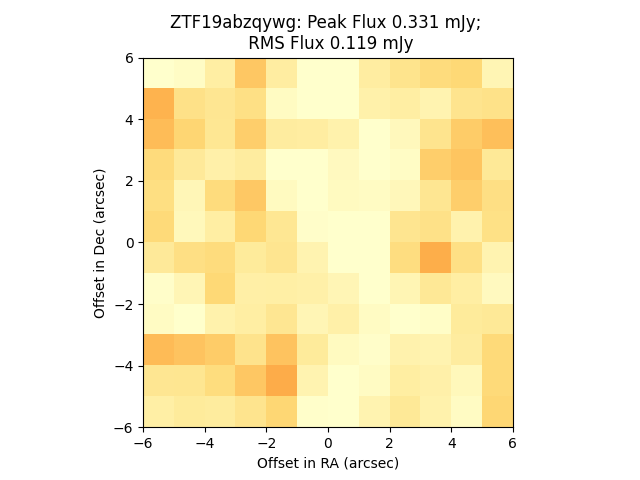 ZTF19abzqywg: Peak Flux 0.331 mJy;
RMS Flux 0.119 mJy
6
4
2
0
−2
−4
−6
Offset in Dec (arcsec)
−6 −4 −2 0 2 4 6
Offset in RA (arcsec)